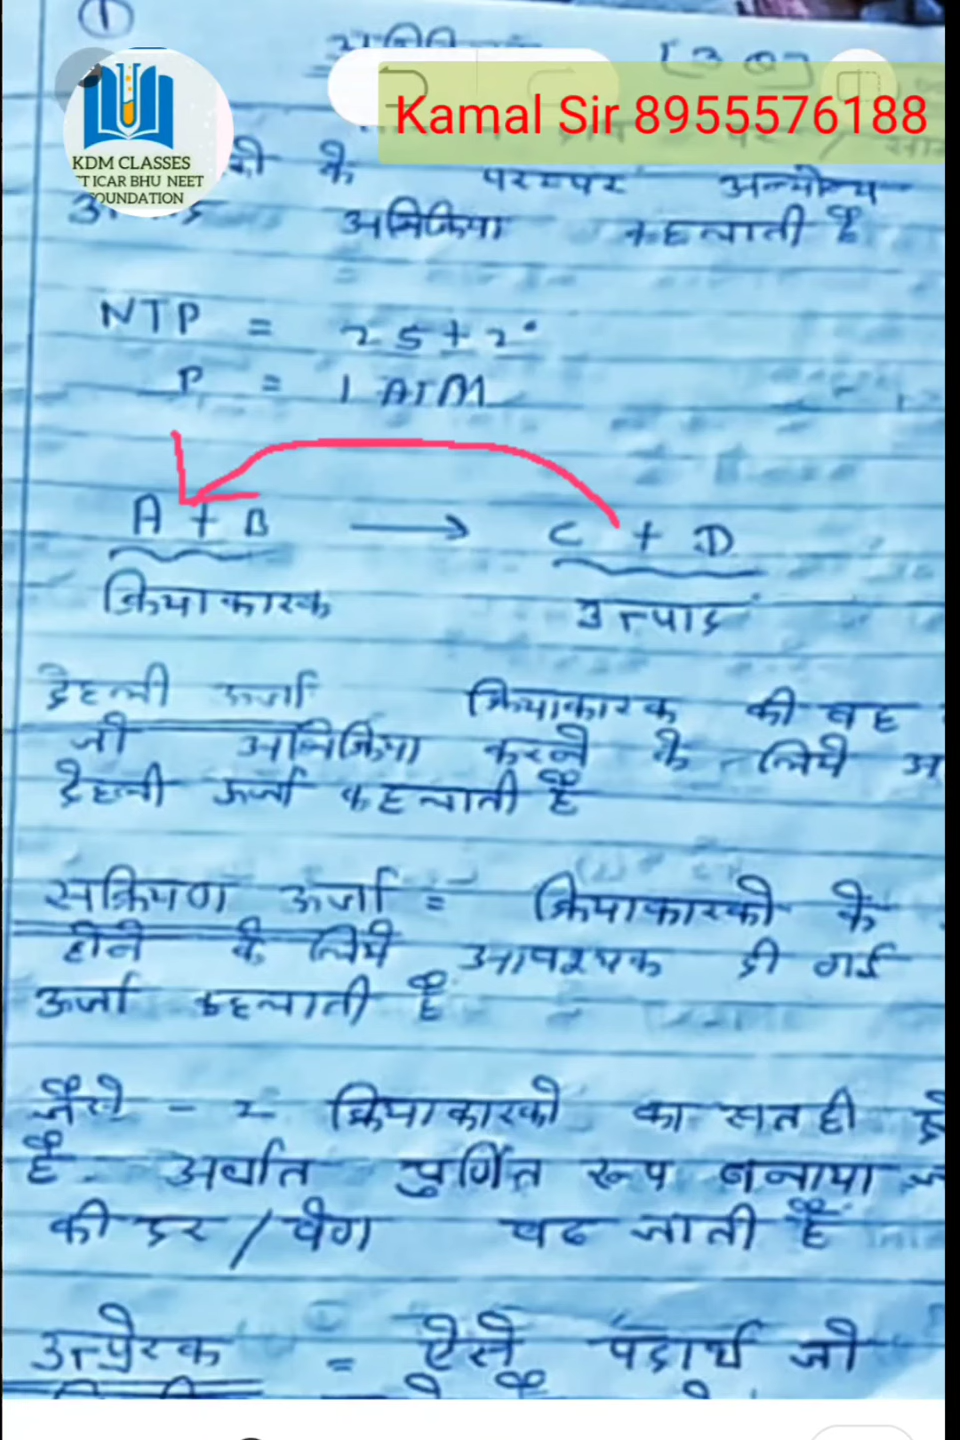 1
Kamal Sir 8955576188
KDM CLASSES
ICAR BHU NEET
FOUNDATION
के परस्पर अन्योन्य
अभिक्रिया कहलाती है
NTP = 25 + 2°
P = 1 ATM
A + B → C + D
क्रियाकारक उत्पाद
देहली ऊर्जा क्रियाकारक की वह
जो अभिक्रिया करने के लिये
देहली ऊर्जा कहलाती है
सक्रियण ऊर्जा = क्रियाकारको के
होने के लिये आवश्यक दी गई
ऊर्जा कहलाती है
जैसे - क्रियाकारको का सतही
है अर्थात रूप बनाया
की दर / वेग बढ जाती है
उत्प्रेरक = ऐसे पदार्थ जो